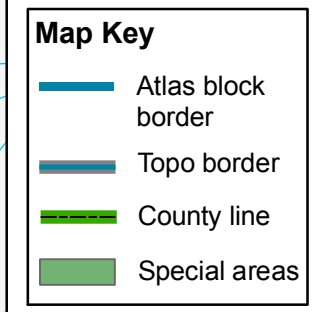 Map Key
Atlas block
border
Topo border
County line
Special areas